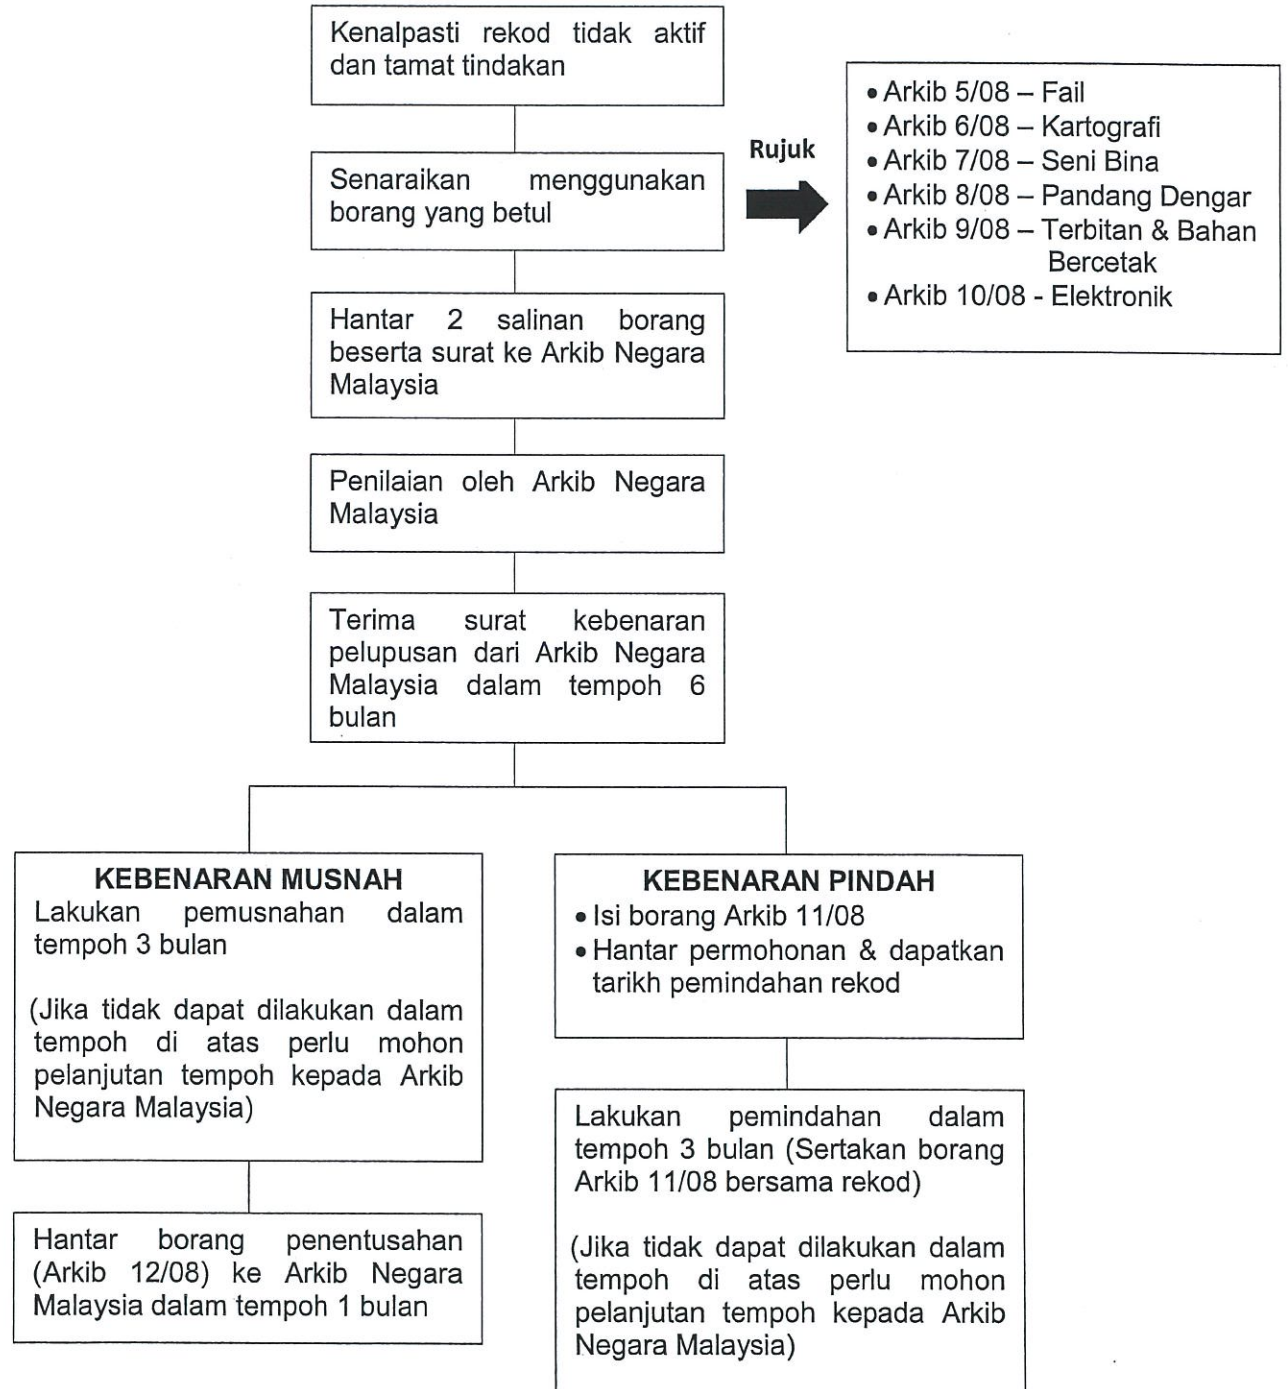 Kenalpasti rekod tidak aktif
dan tamat tindakan
Senaraikan menggunakan
borang yang betul
Rujuk
• Arkib 5/08 – Fail
• Arkib 6/08 – Kartografi
• Arkib 7/08 – Seni Bina
• Arkib 8/08 – Pandang Dengar
• Arkib 9/08 – Terbitan & Bahan
Bercetak
• Arkib 10/08 - Elektronik
Hantar 2 salinan borang
beserta surat ke Arkib Negara
Malaysia
Penilaian oleh Arkib Negara
Malaysia
Terima surat kebenaran
pelupusan dari Arkib Negara
Malaysia dalam tempoh 6
bulan
KEBENARAN MUSNAH
Lakukan pemusnahan dalam
tempoh 3 bulan
(Jika tidak dapat dilakukan dalam
tempoh di atas perlu mohon
pelanjutan tempoh kepada Arkib
Negara Malaysia)
Hantar borang penentusahan
(Arkib 12/08) ke Arkib Negara
Malaysia dalam tempoh 1 bulan
KEBENARAN PINDAH
• Isi borang Arkib 11/08
• Hantar permohonan & dapatkan
tarikh pemindahan rekod
Lakukan pemindahan dalam
tempoh 3 bulan (Sertakan borang
Arkib 11/08 bersama rekod)
(Jika tidak dapat dilakukan dalam
tempoh di atas perlu mohon
pelanjutan tempoh kepada Arkib
Negara Malaysia)